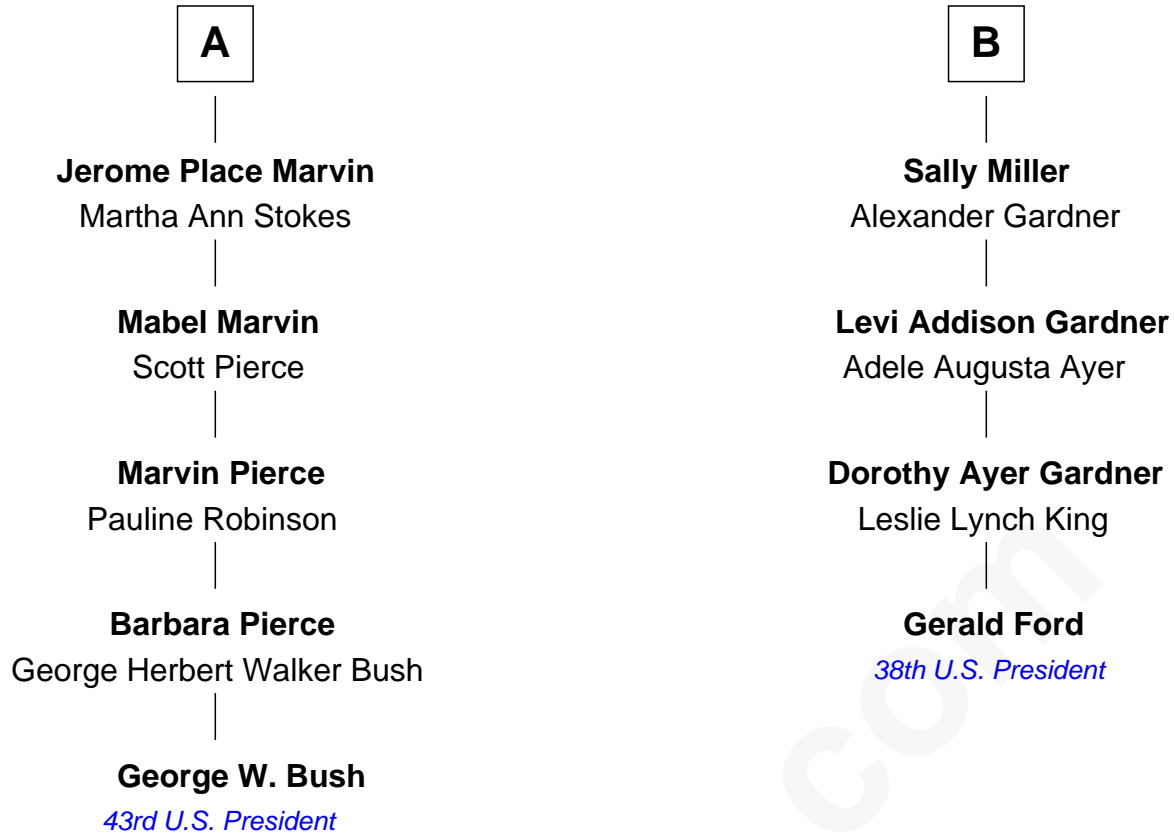 A
Jerome Place Marvin
Martha Ann Stokes
Mabel Marvin
Scott Pierce
Marvin Pierce
Pauline Robinson
Barbara Pierce
George Herbert Walker Bush
George W. Bush
43rd U.S. President
B
Sally Miller
Alexander Gardner
Levi Addison Gardner
Adele Augusta Ayer
Dorothy Ayer Gardner
Leslie Lynch King
Gerald Ford
38th U.S. President
com